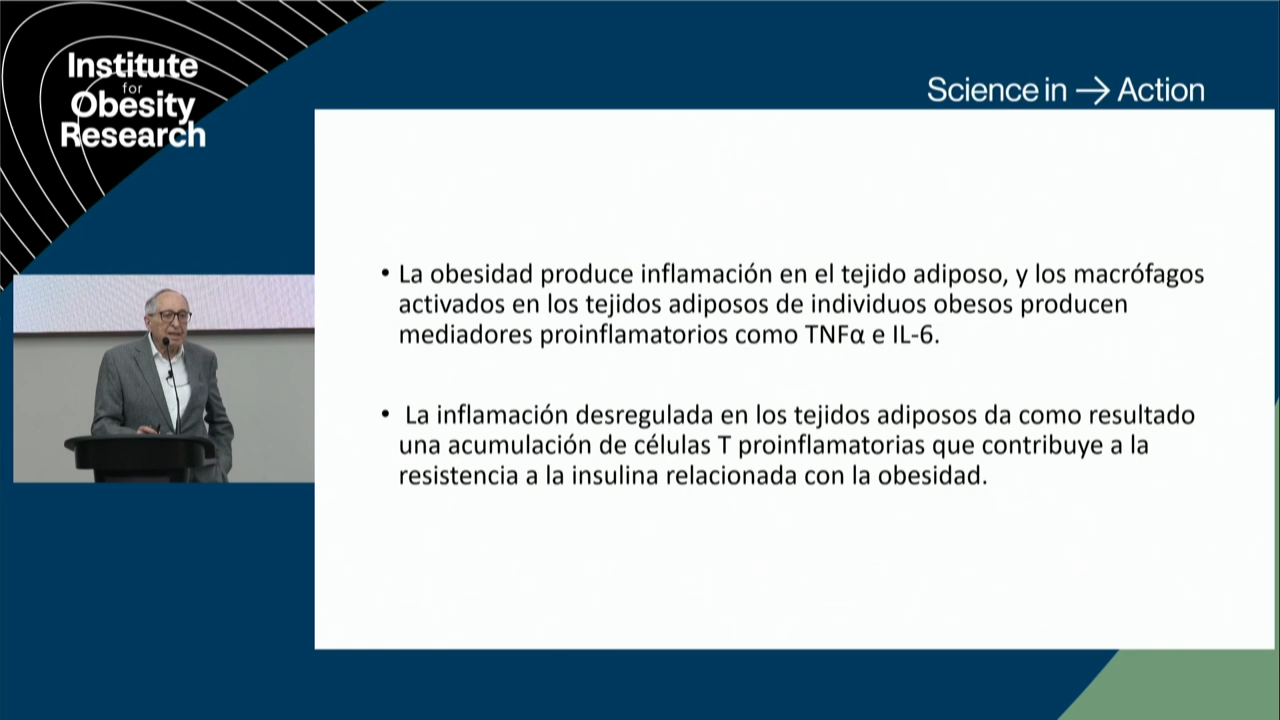 Institute
for
Obesity
Research
Science in → Action
• La obesidad produce inflamación en el tejido adiposo, y los macrófagos
activados en los tejidos adiposos de individuos obesos producen
mediadores proinflamatorios como TNFα e IL-6.
• La inflamación desregulada en los tejidos adiposos da como resultado
una acumulación de células T proinflamatorias que contribuye a la
resistencia a la insulina relacionada con la obesidad.